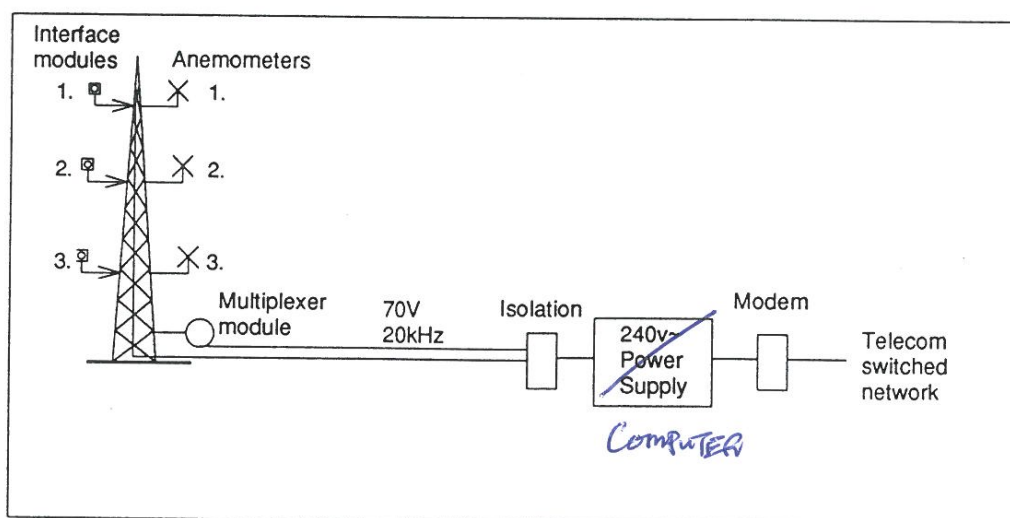 Interface
modules
Anemometers
1.
1.
2.
2.
3.
3.
Multiplexer
module
70V
20kHz
Isolation
240v~
Power
Supply
Modem
Telecom
switched
network
COMPUTER